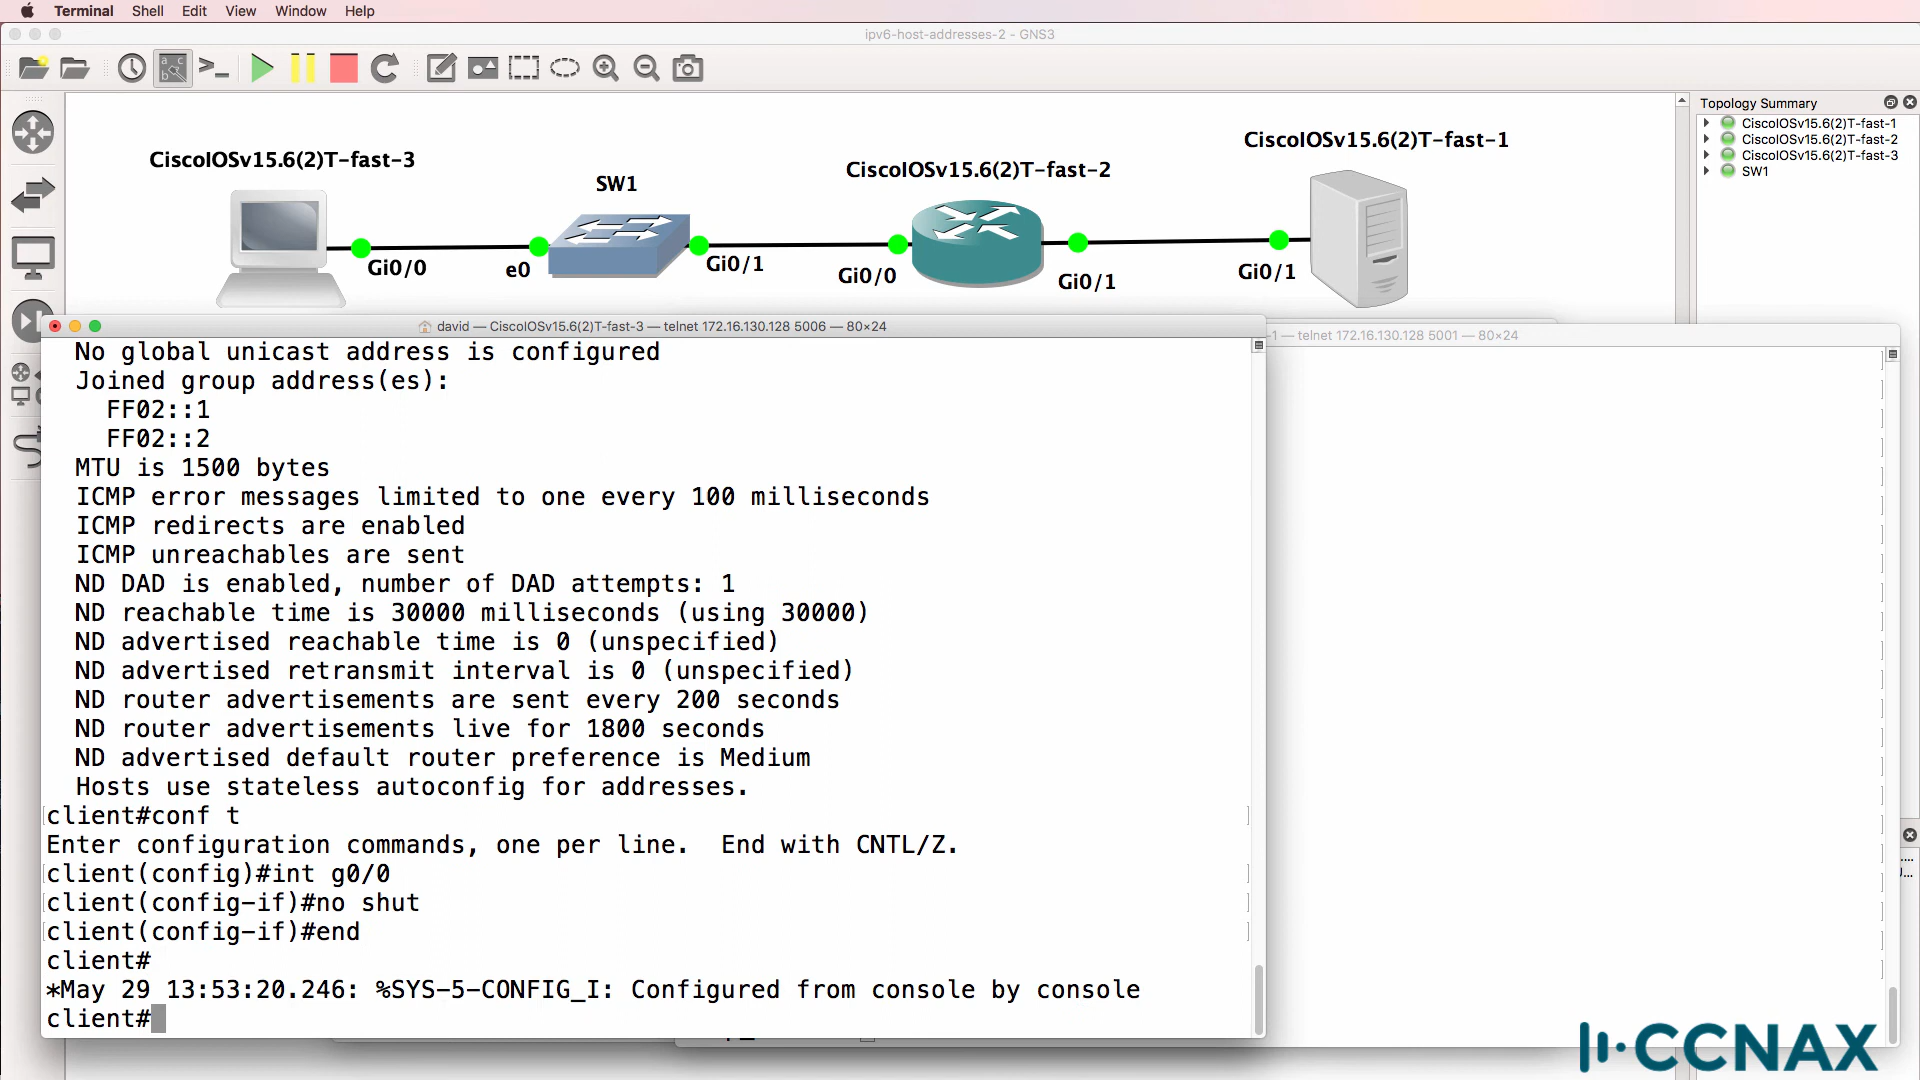 Terminal Shell Edit View Window Help
ipv6-host-addresses-2 - GNS3
Topology Summary
CiscoIOSv15.6(2)T-fast-1
CiscoIOSv15.6(2)T-fast-2
CiscoIOSv15.6(2)T-fast-3
SW1
CiscoIOSv15.6(2)T-fast-3
SW1
CiscoIOSv15.6(2)T-fast-2
CiscoIOSv15.6(2)T-fast-1
Gi0/0
e0
Gi0/1
Gi0/0
Gi0/1
Gi0/1
david — CiscoIOSv15.6(2)T-fast-3 — telnet 172.16.130.128 5006 — 80×24
-1 — telnet 172.16.130.128 5001 — 80×24
No global unicast address is configured
Joined group address(es):
FF02::1
FF02::2
MTU is 1500 bytes
ICMP error messages limited to one every 100 milliseconds
ICMP redirects are enabled
ICMP unreachables are sent
ND DAD is enabled, number of DAD attempts: 1
ND reachable time is 30000 milliseconds (using 30000)
ND advertised reachable time is 0 (unspecified)
ND advertised retransmit interval is 0 (unspecified)
ND router advertisements are sent every 200 seconds
ND router advertisements live for 1800 seconds
ND advertised default router preference is Medium
Hosts use stateless autoconfig for addresses.
client#conf t
Enter configuration commands, one per line.  End with CNTL/Z.
client(config)#int g0/0
client(config-if)#no shut
client(config-if)#end
client#
*May 29 13:53:20.246: %SYS-5-CONFIG_I: Configured from console by console
client#
CCNAX